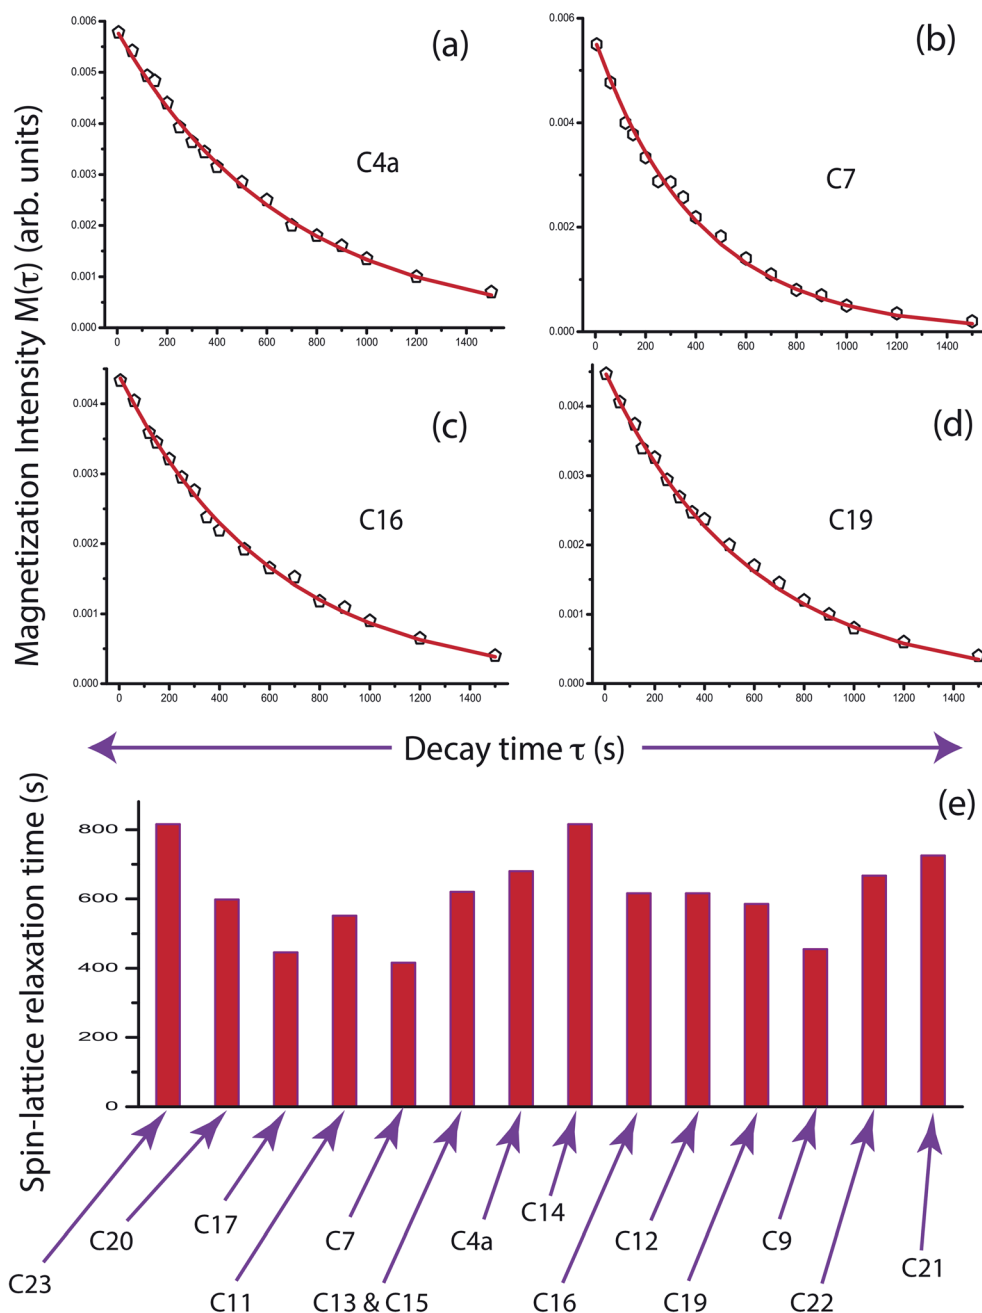 (a)
0.006
0.005
0.004
0.003
0.002
0.001
0.000
C4a
0 200 400 600 800 1000 1200 1400
(b)
0.006
0.004
0.002
0.000
C7
0 200 400 600 800 1000 1200 1400
Magnetization Intensity M(τ) (arb. units)
(c)
0.004
0.003
0.002
0.001
0.000
C16
0 200 400 600 800 1000 1200 1400
(d)
0.004
0.003
0.002
0.001
0.000
C19
0 200 400 600 800 1000 1200 1400
Decay time τ (s)
(e)
Spin-lattice relaxation time (s)
800
600
400
200
0
C23
C20
C17
C11
C7
C13 & C15
C4a
C14
C16
C12
C19
C9
C22
C21